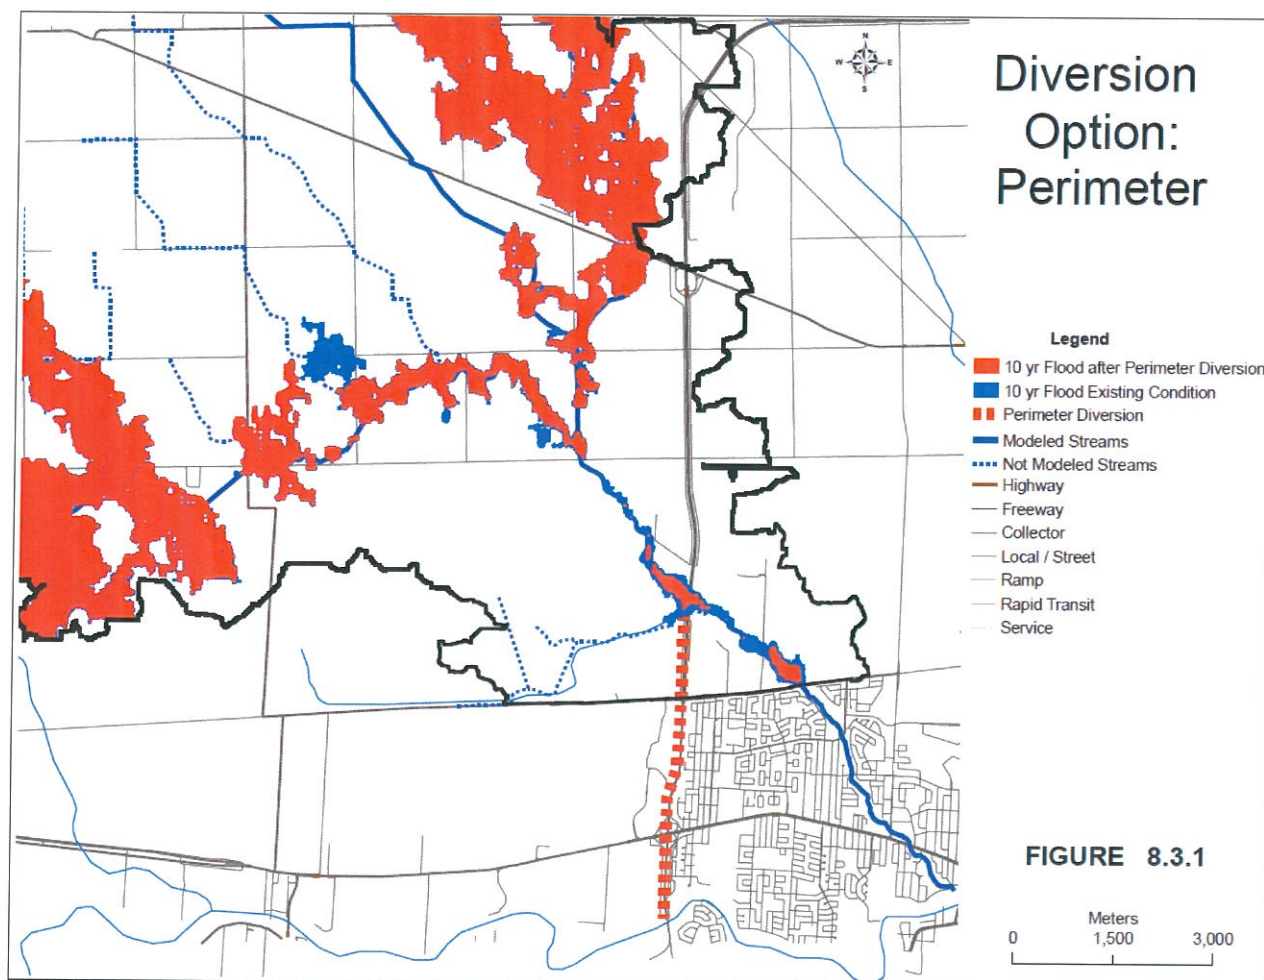 Diversion
Option:
Perimeter
N
W E
S
Legend
10 yr Flood after Perimeter Diversion
10 yr Flood Existing Condition
Perimeter Diversion
Modeled Streams
Not Modeled Streams
Highway
Freeway
Collector
Local / Street
Ramp
Rapid Transit
Service
FIGURE 8.3.1
Meters
0 1,500 3,000